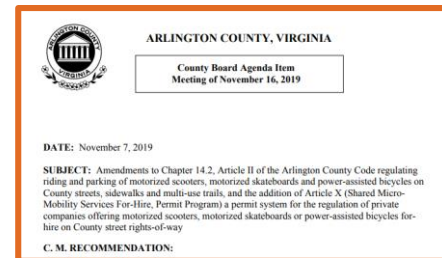 ARLINGTON COUNTY
VIRGINIA
ARLINGTON COUNTY, VIRGINIA
County Board Agenda Item
Meeting of November 16, 2019
DATE: November 7, 2019
SUBJECT: Amendments to Chapter 14.2, Article II of the Arlington County Code regulating
riding and parking of motorized scooters, motorized skateboards and power-assisted bicycles on
County streets, sidewalks and multi-use trails, and the addition of Article X (Shared Micro-
Mobility Services For-Hire, Permit Program) a permit system for the regulation of private
companies offering motorized scooters, motorized skateboards or power-assisted bicycles for-
hire on County street rights-of-way
C. M. RECOMMENDATION: